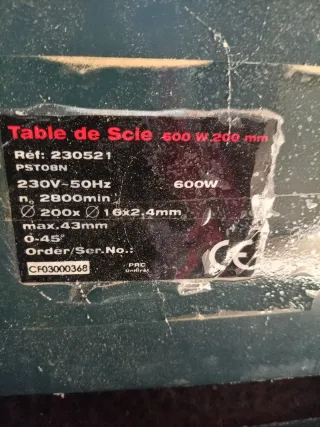 Table de Scie 600 W.200 mm
Réf: 230521
PST08N
230V~50Hz 600W
n₀ 2800min⁻¹
Ø 200x Ø 16x2.4mm
max.43mm
0-45°
Order/Ser.No.:
CF03000368
PRC
CE